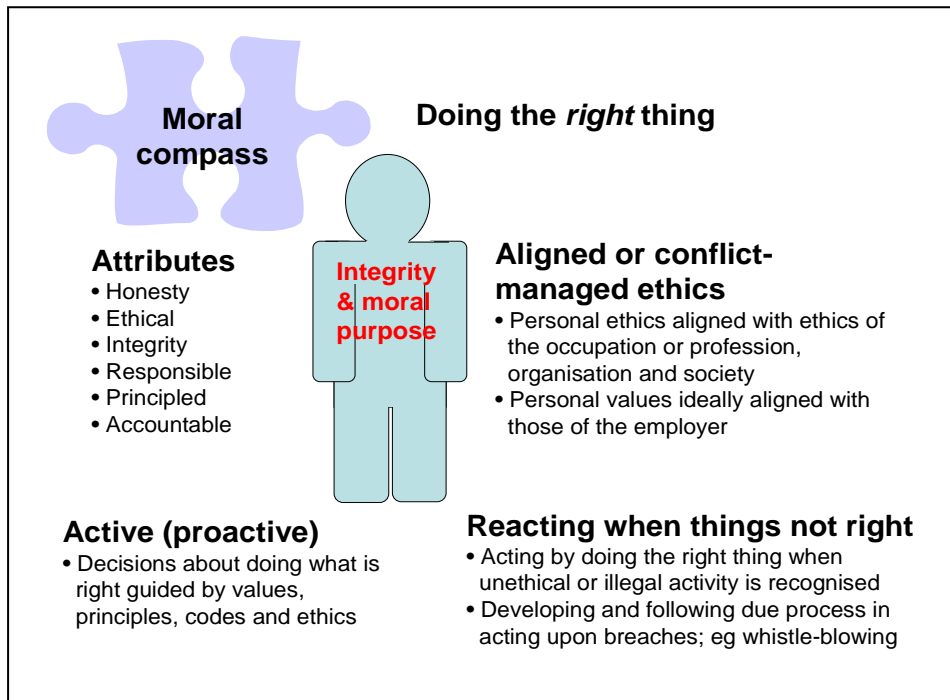 Moral
compass
Doing the right thing
Integrity
& moral
purpose
Attributes
• Honesty
• Ethical
• Integrity
• Responsible
• Principled
• Accountable
Aligned or conflict-
managed ethics
• Personal ethics aligned with ethics of
the occupation or profession,
organisation and society
• Personal values ideally aligned with
those of the employer
Active (proactive)
• Decisions about doing what is
right guided by values,
principles, codes and ethics
Reacting when things not right
• Acting by doing the right thing when
unethical or illegal activity is recognised
• Developing and following due process in
acting upon breaches; eg whistle-blowing